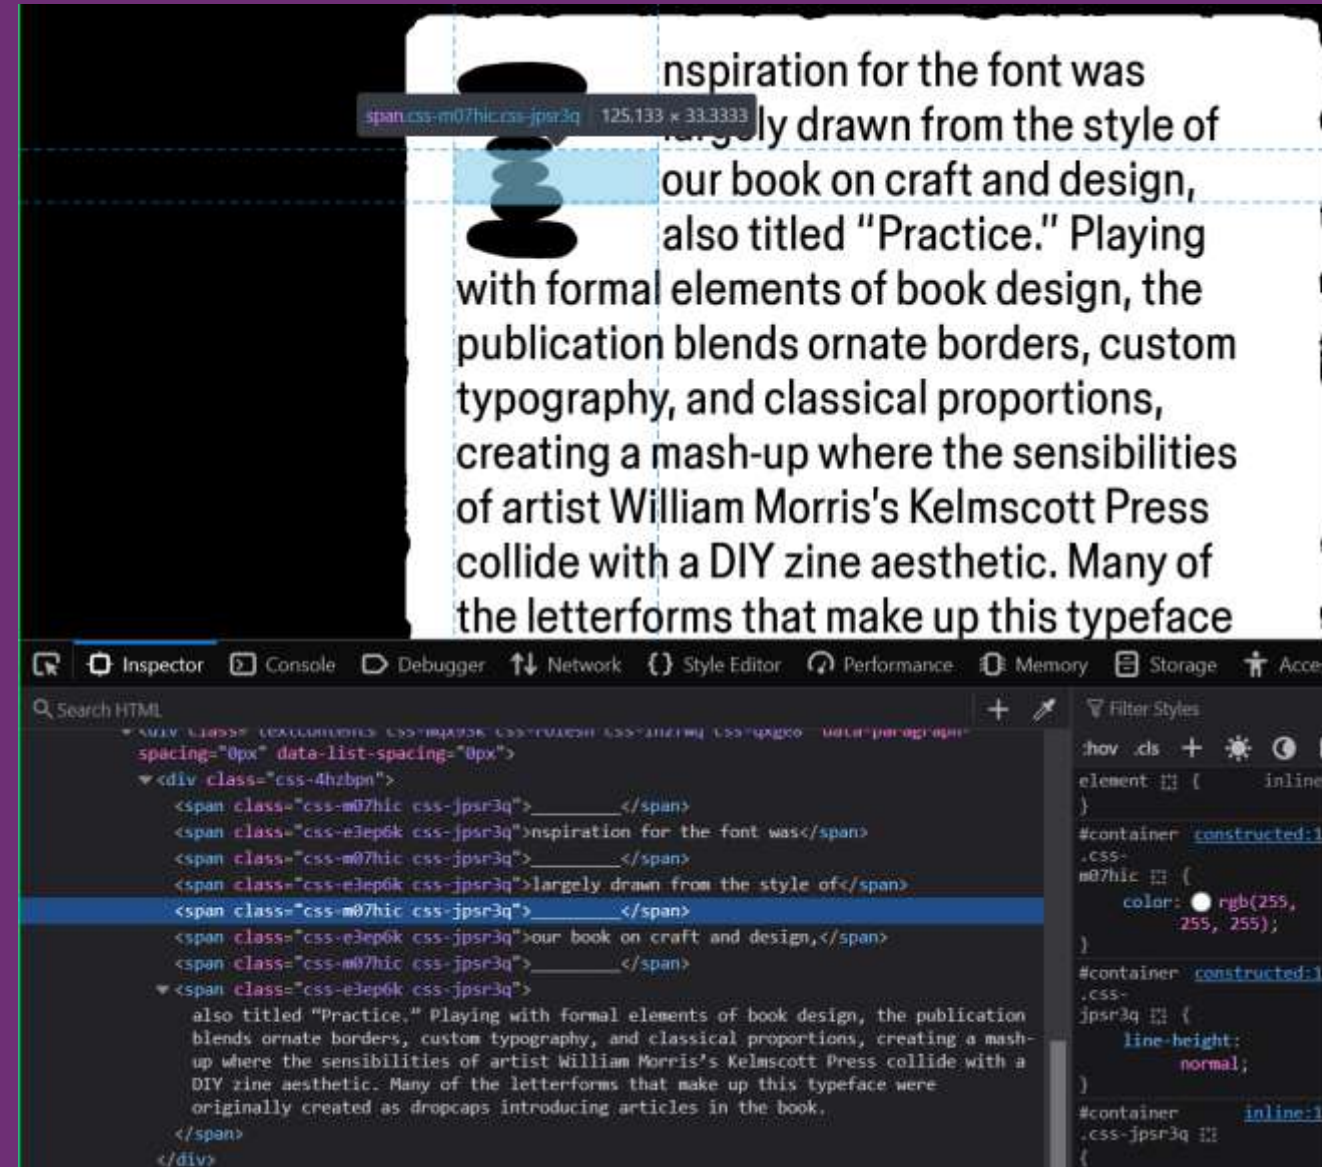 nspiration for the font was
span.css-m07hic.css-jpsr3q 125.133 × 33.3333
largely drawn from the style of
our book on craft and design,
also titled “Practice.” Playing
with formal elements of book design, the
publication blends ornate borders, custom
typography, and classical proportions,
creating a mash-up where the sensibilities
of artist William Morris’s Kelmscott Press
collide with a DIY zine aesthetic. Many of
the letterforms that make up this typeface
Inspector Console Debugger Network {} Style Editor Performance Memory Storage Acce
Search HTML
spacing="0px" data-list-spacing="0px">
<div class="css-4hzbpn">
<span class="css-m07hic css-jpsr3q">________</span>
<span class="css-e3ep6k css-jpsr3q">nspiration for the font was</span>
<span class="css-m07hic css-jpsr3q">________</span>
<span class="css-e3ep6k css-jpsr3q">largely drawn from the style of</span>
<span class="css-m07hic css-jpsr3q">________</span>
<span class="css-e3ep6k css-jpsr3q">our book on craft and design,</span>
<span class="css-m07hic css-jpsr3q">________</span>
<span class="css-e3ep6k css-jpsr3q">
also titled “Practice.” Playing with formal elements of book design, the publication
blends ornate borders, custom typography, and classical proportions, creating a mash-
up where the sensibilities of artist William Morris’s Kelmscott Press collide with a
DIY zine aesthetic. Many of the letterforms that make up this typeface were
originally created as dropcaps introducing articles in the book.
</span>
</div>
Filter Styles
:hov .cls +
element { inline
}
#container constructed:1
.css-
m07hic {
color: rgb(255,
255, 255);
}
#container constructed:1
.css-
jpsr3q {
line-height:
normal;
}
#container inline:1
.css-jpsr3q
{